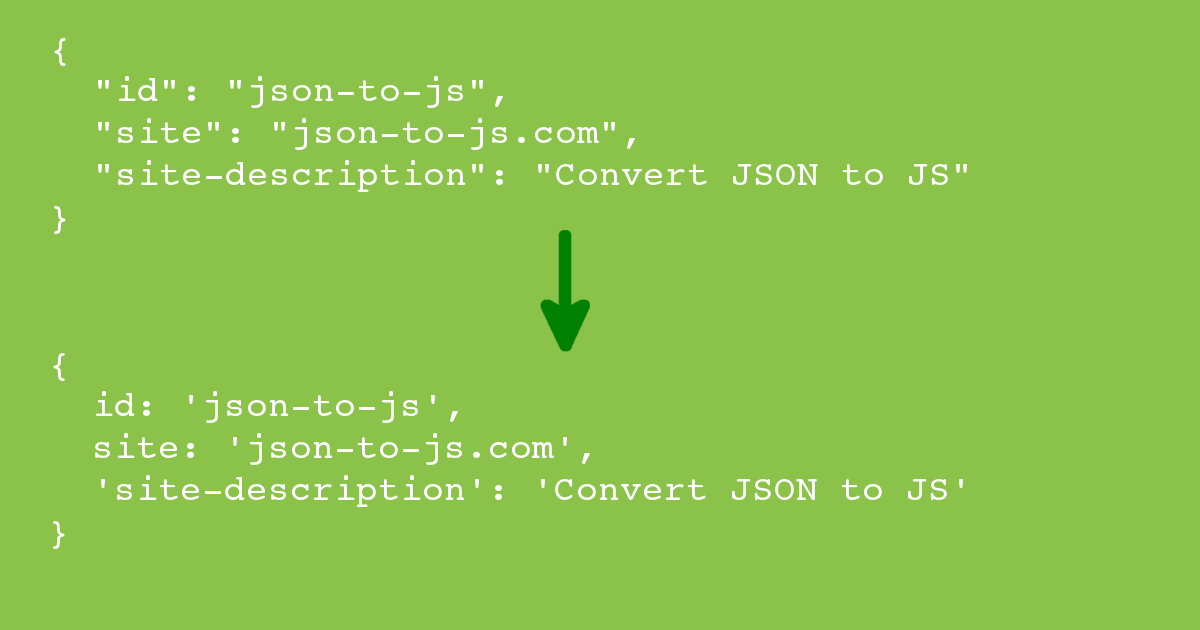 {
  "id": "json-to-js",
  "site": "json-to-js.com",
  "site-description": "Convert JSON to JS"
}
{
  id: 'json-to-js',
  site: 'json-to-js.com',
  'site-description': 'Convert JSON to JS'
}